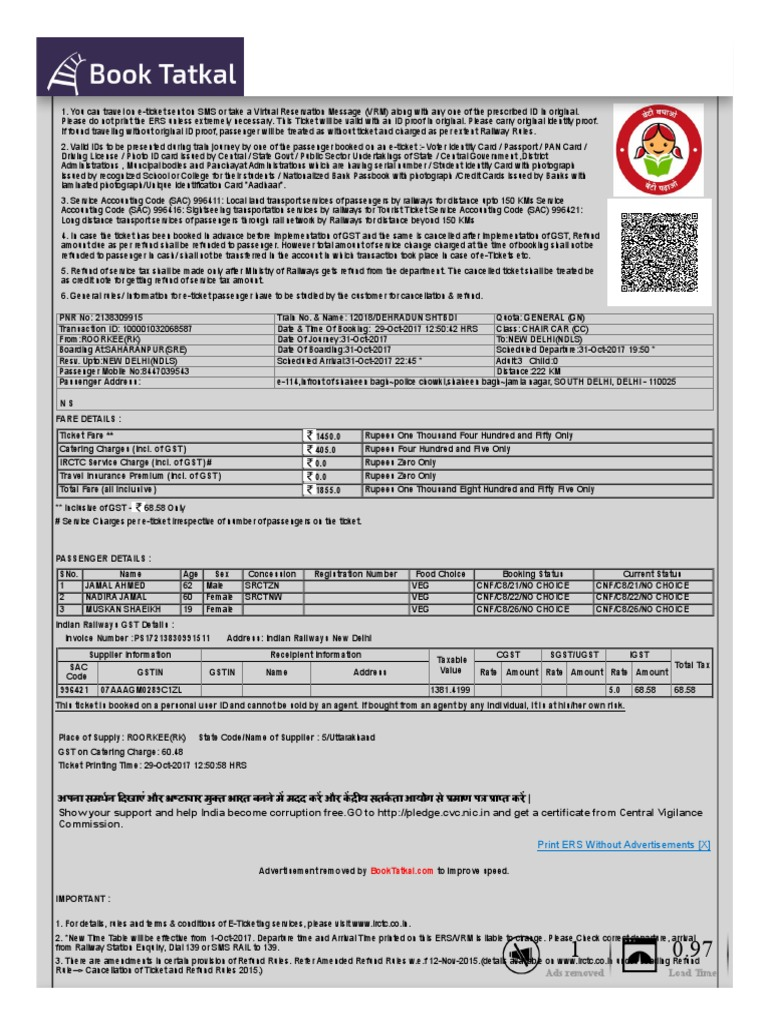 Book Tatkal
1. You can travel on e-ticket sent on SMS or take a Virtual Reservation Message (VRM) along with any one of the prescribed ID in original.
Please do not print the ERS unless extremely necessary. This Ticket will be valid with an ID proof in original. Please carry original identity proof.
If found traveling without original ID proof, passenger will be treated as without ticket and charged as per extent Railway Rules.
2. Valid IDs to be presented during train journey by one of the passenger booked on an e-ticket :- Voter Identity Card / Passport / PAN Card /
Driving License / Photo ID card issued by Central / State Govt / Public Sector Undertakings of State / Central Government ,District
Administrations , Municipal bodies and Panchayat Administrations which are having serial number / Student Identity Card with photograph
issued by recognized School or College for their students / Nationalized Bank Passbook with photograph /Credit Cards issued by Banks with
laminated photograph/Unique Identification Card "Aadhaar".
3. Service Accounting Code (SAC) 996411: Local land transport services of passengers by railways for distance upto 150 KMs Service
Accounting Code (SAC) 996416: Sightseeing transportation services by railways for Tourist Ticket Service Accounting Code (SAC) 996421:
Long distance transport services of passengers through rail network by Railways for distance beyond 150 KMs
4. In case the ticket has been booked in advance before implementation of GST and the same is cancelled after implementation of GST, Refund
amount due as per refund shall be refunded to passenger. However total amount of service change charged at the time of booking shall not be
refunded to passenger in cash/ shall not be transferred in the account in which transaction took place in case of e-Tickets etc.
5. Refund of service tax shall be made only after Ministry of Railways gets refund from the department. The cancelled ticket shall be treated
as credit note for getting refund of service tax amount.
6. General rules/ Information for e-ticket passenger have to be studied by the customer for cancellation & refund.
बेटी बचाओ
बेटी पढ़ाओ
PNR No: 2138309915 Train No. & Name: 12018/DEHRADUN SHTBDI Quota: GENERAL (GN)
Transaction ID: 100001032068587 Date & Time Of Booking: 29-Oct-2017 12:50:42 HRS Class: CHAIR CAR (CC)
From:ROORKEE(RK) Date Of Journey:31-Oct-2017 To:NEW DELHI(NDLS)
Boarding At:SAHARANPUR(SRE) Date Of Boarding:31-Oct-2017 Scheduled Departure:31-Oct-2017 19:50 *
Resv. Upto:NEW DELHI(NDLS) Scheduled Arrival:31-Oct-2017 22:45 * Adult:3 Child:0
Passenger Mobile No:8447039543 Distance:222 KM
Passenger Address: e-114,infront of shaheen bagh~police chowki,shaheen bagh~jamia nagar, SOUTH DELHI, DELHI - 110025
N S
FARE DETAILS :
Ticket Fare ** ₹ 1450.0 Rupees One Thousand Four Hundred and Fifty Only
Catering Charges (Incl. of GST) ₹ 405.0 Rupees Four Hundred and Five Only
IRCTC Service Charge (Incl. of GST)# ₹ 0.0 Rupees Zero Only
Travel Insurance Premium (Incl. of GST) ₹ 0.0 Rupees Zero Only
Total Fare (all inclusive) ₹ 1855.0 Rupees One Thousand Eight Hundred and Fifty Five Only
** Inclusive of GST - ₹ 68.58 Only
# Service Charges per e-ticket irrespective of number of passengers on the ticket.
PASSENGER DETAILS :
SNo. Name Age Sex Concession Registration Number Food Choice Booking Status Current Status
1 JAMAL AHMED 62 Male SRCTZN VEG CNF/C8/21/NO CHOICE CNF/C8/21/NO CHOICE
2 NADIRA JAMAL 60 Female SRCTNW VEG CNF/C8/22/NO CHOICE CNF/C8/22/NO CHOICE
3 MUSKAN SHAEIKH 19 Female VEG CNF/C8/26/NO CHOICE CNF/C8/26/NO CHOICE
Indian Railways GST Details :
Invoice Number :PS17213830991511 Address: Indian Railways New Delhi
Supplier Information Receipient Information Taxable Value CGST SGST/UGST IGST Total Tax
SAC Code GSTIN GSTIN Name Address Rate Amount Rate Amount Rate Amount
996421 07AAAGM0289C1ZL 1381.4199 5.0 68.58 68.58
This ticket is booked on a personal user ID and cannot be sold by an agent. If bought from an agent by any individual, it is at his/her own risk.
Place of Supply : ROORKEE(RK) State Code/Name of Supplier : 5/Uttarakhand
GST on Catering Charge: 60.48
Ticket Printing Time : 29-Oct-2017 12:50:58 HRS
अपना समर्थन दिखाएं और भ्रष्टाचार मुक्त भारत बनने में मदद करें और केंद्रीय सतर्कता आयोग से प्रमाण पत्र प्राप्त करें |
Show your support and help India become corruption free.GO to http://pledge.cvc.nic.in and get a certificate from Central Vigilance
Commission.
Print ERS Without Advertisements [X]
Advertisement removed by BookTatkal.com to improve speed.
IMPORTANT :
1. For details, rules and terms & conditions of E-Ticketing services, please visit www.irctc.co.in.
2. *New Time Table will be effective from 1-Oct-2017. Departure time and Arrival Time printed on this ERS/VRM is liable to change. Please Check correct departure, arrival
from Railway Station Enquiry, Dial 139 or SMS RAIL to 139.
3. There are amendments in certain provision of Refund Rules. Refer Amended Refund Rules w.e.f 12-Nov-2015.(details available on www.irctc.co.in under heading Refund
Rule--> Cancellation of Ticket and Refund Rules 2015.)
1 0.97
Ads removed Load Time